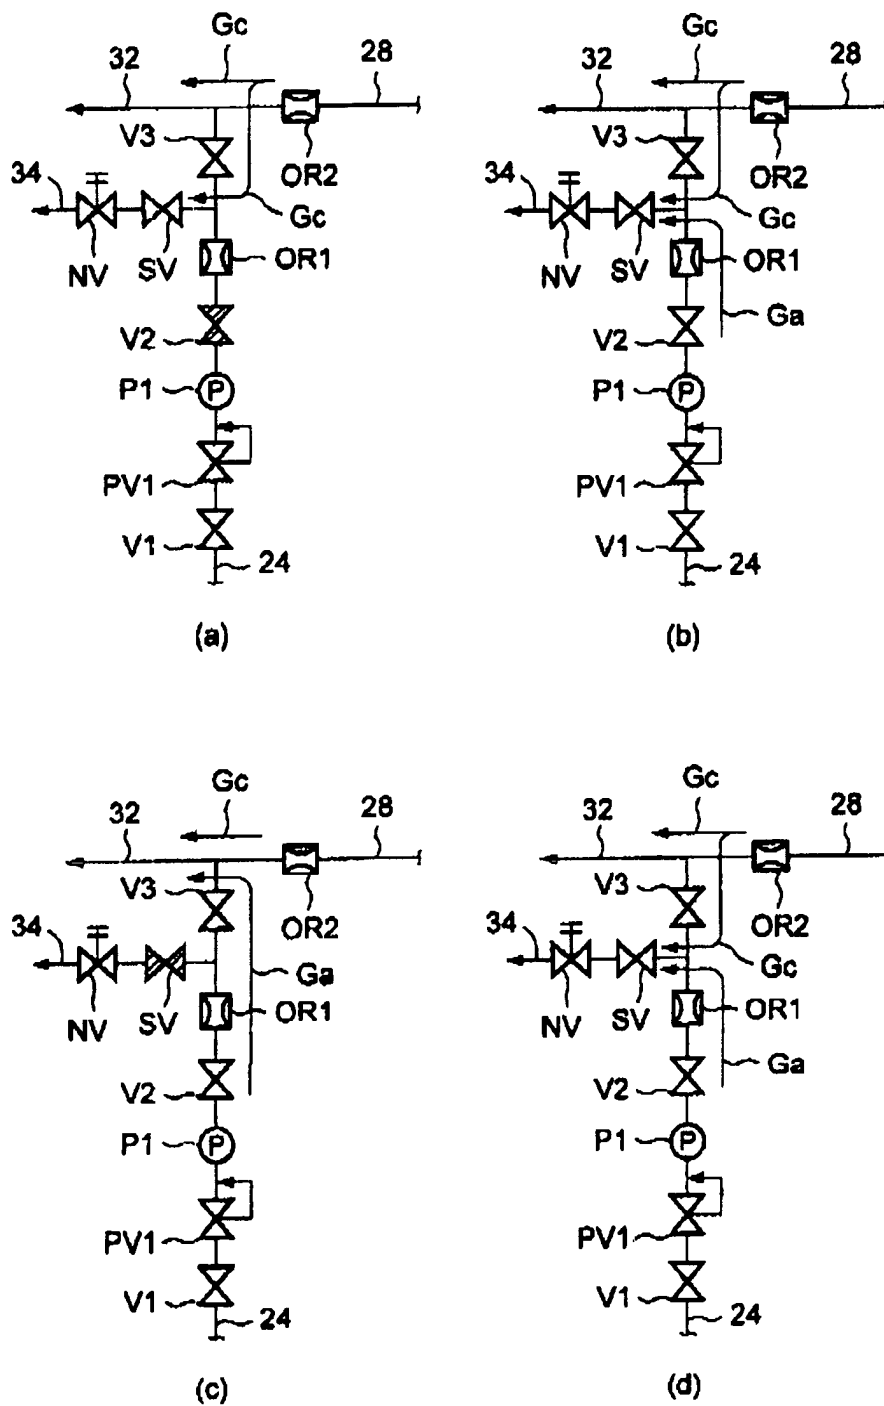 Gc
32
28
V3
OR2
34
Gc
NV
SV
OR1
V2
P1
P
PV1
V1
24
(a)
Gc
32
28
V3
OR2
34
Gc
NV
SV
OR1
Ga
V2
P1
P
PV1
V1
24
(b)
Gc
32
28
V3
OR2
34
Ga
NV
SV
OR1
V2
P1
P
PV1
V1
24
(c)
Gc
32
28
V3
OR2
34
Gc
NV
SV
OR1
Ga
V2
P1
P
PV1
V1
24
(d)